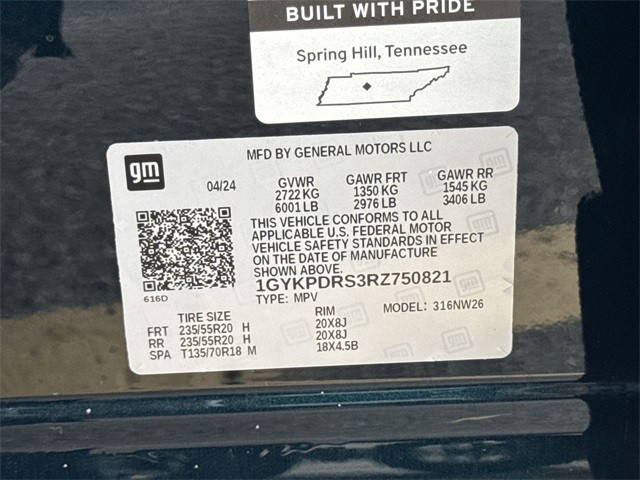 BUILT WITH PRIDE
Spring Hill, Tennessee
gm
MFD BY GENERAL MOTORS LLC
04/24 GVWR GAWR FRT GAWR RR
2722 KG 1350 KG 1545 KG
6001 LB 2976 LB 3406 LB
THIS VEHICLE CONFORMS TO ALL
APPLICABLE U.S. FEDERAL MOTOR
VEHICLE SAFETY STANDARDS IN EFFECT
ON THE DATE OF MANUFACTURE
SHOWN ABOVE.
1GYKPDRS3RZ750821
616D
TYPE: MPV MODEL: 316NW26
TIRE SIZE RIM
FRT 235/55R20 H 20X8J
RR 235/55R20 H 20X8J
SPA T135/70R18 M 18X4.5B